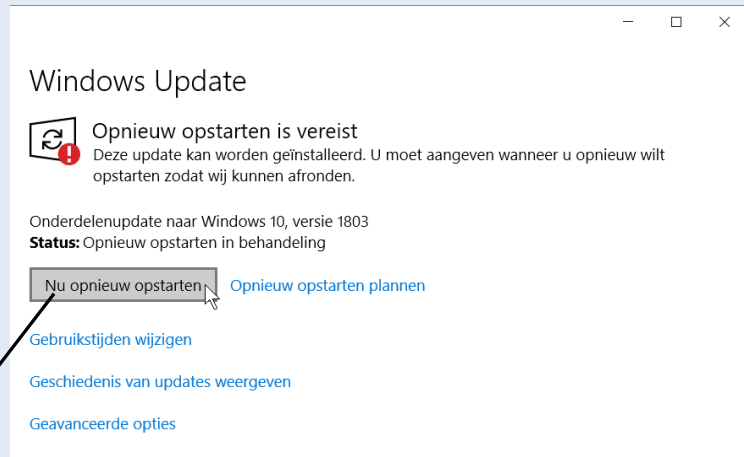 Windows Update
Opnieuw opstarten is vereist
Deze update kan worden geïnstalleerd. U moet aangeven wanneer u opnieuw wilt
opstarten zodat wij kunnen afronden.
Onderdelenupdate naar Windows 10, versie 1803
Status: Opnieuw opstarten in behandeling
Nu opnieuw opstarten Opnieuw opstarten plannen
Gebruikstijden wijzigen
Geschiedenis van updates weergeven
Geavanceerde opties